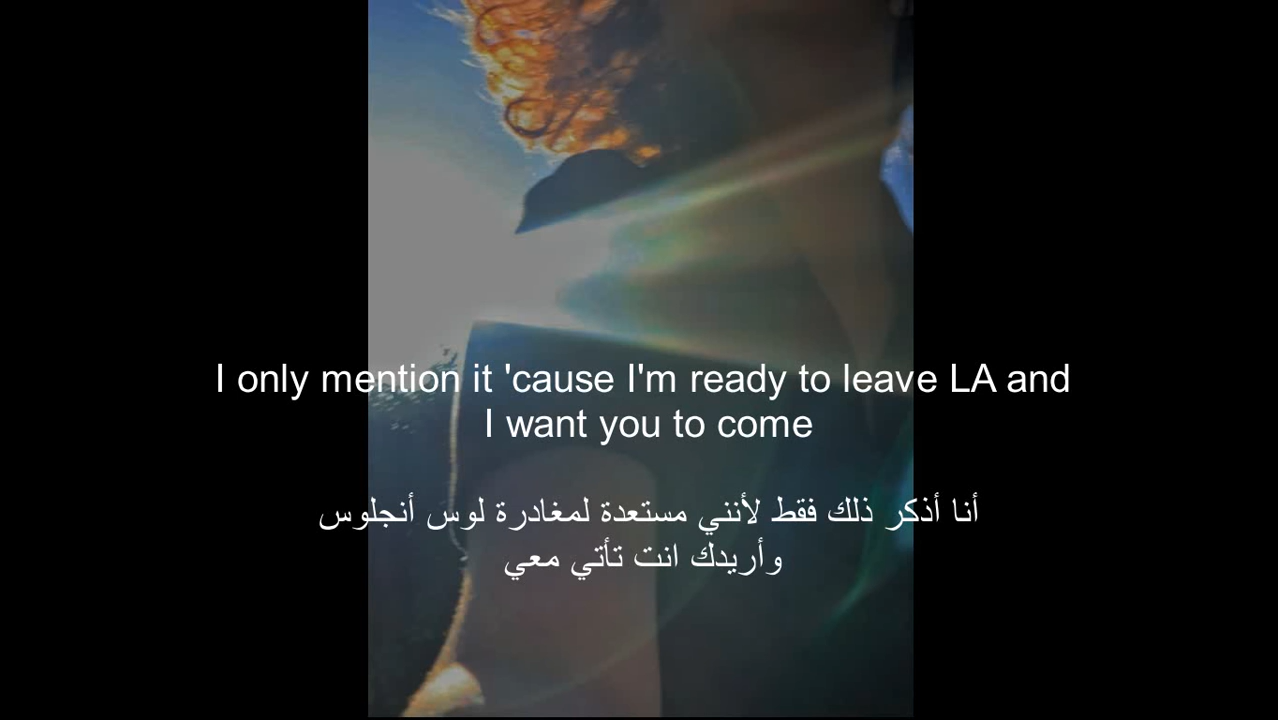 I only mention it 'cause I'm ready to leave LA and
I want you to come
أنا أذكر ذلك فقط لأنني مستعدة لمغادرة لوس أنجلوس
وأريدك انت تأتي معي